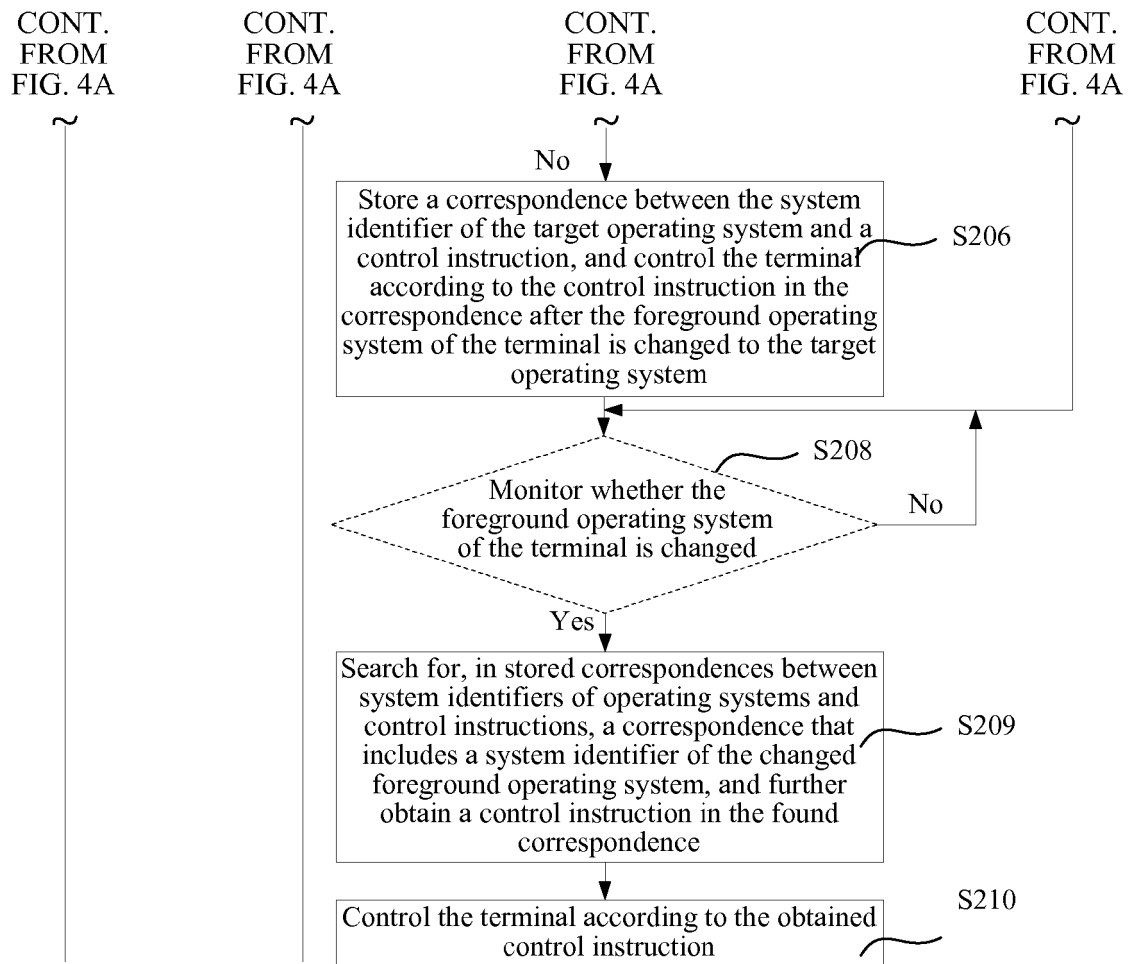 CONT.
FROM
FIG. 4A
CONT.
FROM
FIG. 4A
CONT.
FROM
FIG. 4A
CONT.
FROM
FIG. 4A
No
Store a correspondence between the system
identifier of the target operating system and a
control instruction, and control the terminal
according to the control instruction in the
correspondence after the foreground operating
system of the terminal is changed to the target
operating system
S206
S208
Monitor whether the
foreground operating system
of the terminal is changed
No
Yes
Search for, in stored correspondences between
system identifiers of operating systems and
control instructions, a correspondence that
includes a system identifier of the changed
foreground operating system, and further
obtain a control instruction in the found
correspondence
S209
Control the terminal according to the obtained
control instruction
S210